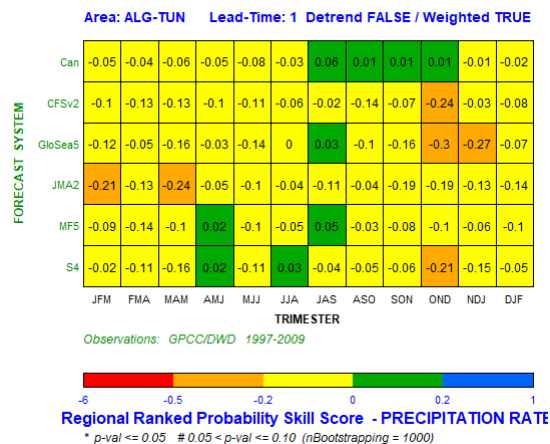 Area: ALG-TUN Lead-Time: 1 Detrend FALSE / Weighted TRUE
FORECAST SYSTEM
Can -0.05 -0.04 -0.06 -0.05 -0.08 -0.03 0.06 0.01 0.01 0.01 -0.01 -0.02
CFSv2 -0.1 -0.13 -0.13 -0.1 -0.11 -0.06 -0.02 -0.14 -0.07 -0.24 -0.03 -0.08
GloSea5 -0.12 -0.05 -0.16 -0.03 -0.14 0 0.03 -0.1 -0.16 -0.3 -0.27 -0.07
JMA2 -0.21 -0.13 -0.24 -0.05 -0.1 -0.04 -0.11 -0.04 -0.19 -0.19 -0.13 -0.14
MF5 -0.09 -0.14 -0.1 0.02 -0.1 -0.05 0.05 -0.03 -0.08 -0.1 -0.06 -0.1
S4 -0.02 -0.11 -0.16 0.02 -0.11 0.03 -0.04 -0.05 -0.06 -0.21 -0.15 -0.05
JFM FMA MAM AMJ MJJ JJA JAS ASO SON OND NDJ DJF
TRIMESTER
Observations: GPCC/DWD 1997-2009
-6 -0.5 -0.2 0 0.2 1
Regional Ranked Probability Skill Score - PRECIPITATION RATE
* p-val <= 0.05 # 0.05 < p-val <= 0.10 (nBootstrapping = 1000)